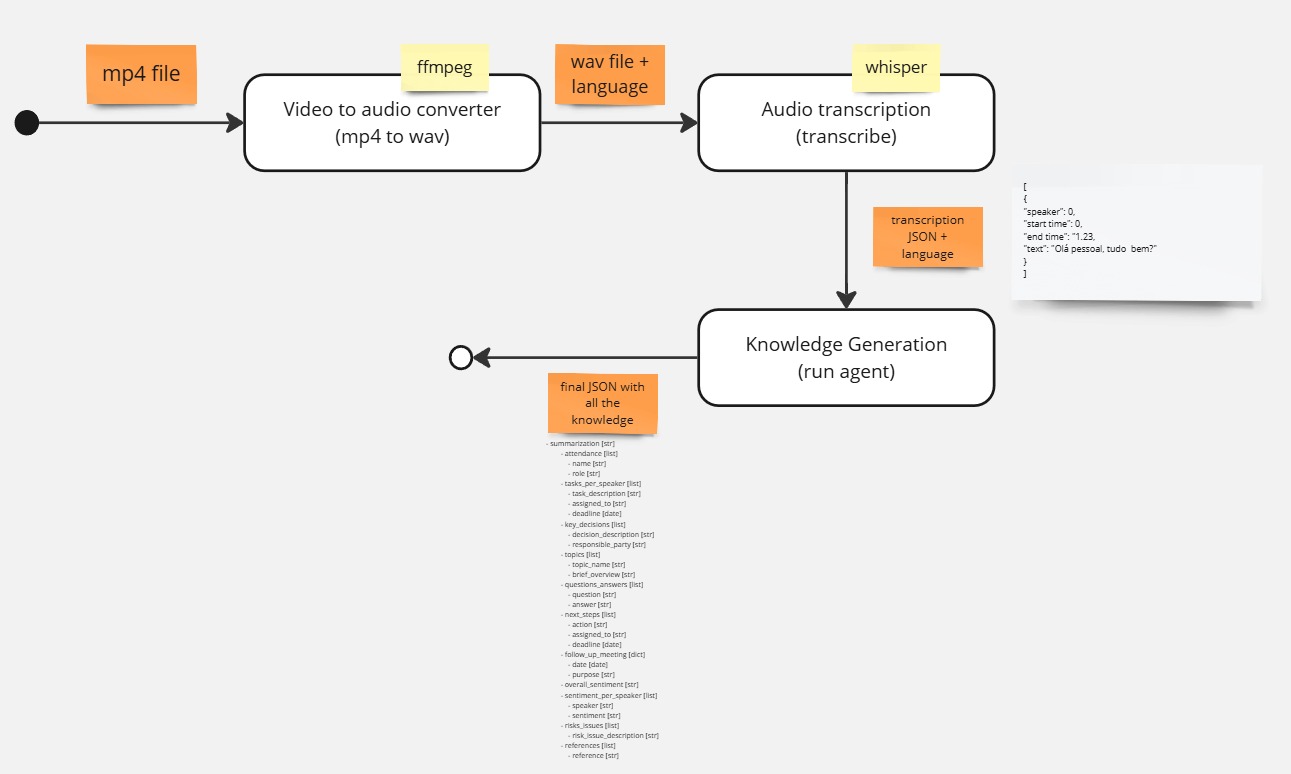 mp4 file
ffmpeg
Video to audio converter
(mp4 to wav)
wav file +
language
whisper
Audio transcription
(transcribe)
transcription
JSON +
language
[
{
"speaker": 0,
"start time": 0,
"end time": "1.23,
"text": "Olá pessoal, tudo  bem?"
}
]
Knowledge Generation
(run agent)
final JSON with
all the
knowledge
- summarization [str]
- attendance [list]
- name [str]
- role [str]
- tasks_per_speaker [list]
- task_description [str]
- assigned_to [str]
- deadline [date]
- key_decisions [list]
- decision_description [str]
- responsible_party [str]
- topics [list]
- topic_name [str]
- brief_overview [str]
- questions_answers [list]
- question [str]
- answer [str]
- next_steps [list]
- action [str]
- assigned_to [str]
- deadline [date]
- follow_up_meeting [dict]
- date [date]
- purpose [str]
- overall_sentiment [str]
- sentiment_per_speaker [list]
- speaker [str]
- sentiment [str]
- risks_issues [list]
- risk_issue_description [str]
- references [list]
- reference [str]